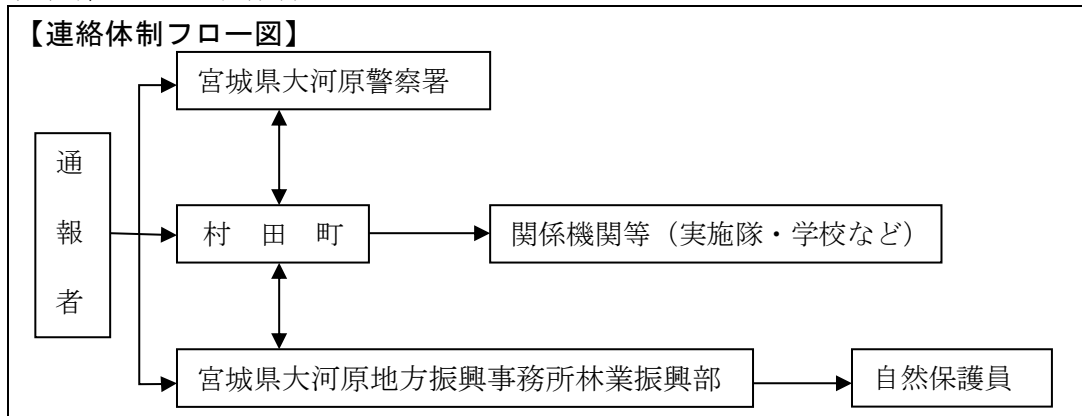 【連絡体制フロー図】
宮城県大河原警察署
通報者
村田町
関係機関等（実施隊・学校など）
宮城県大河原地方振興事務所林業振興部
自然保護員